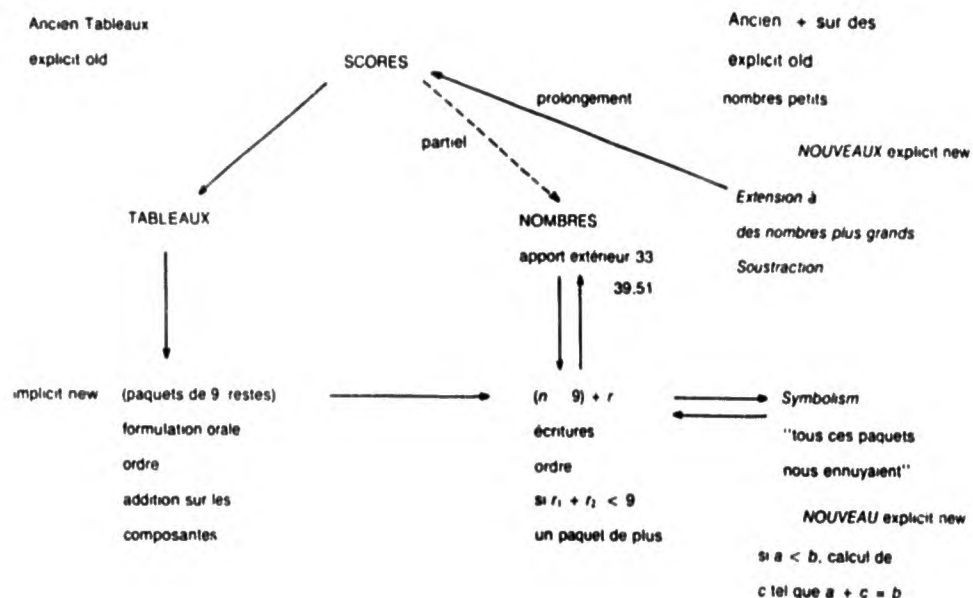 Ancien Tableaux
explicit old
SCORES
Ancien + sur des
explicit old
nombres petits
prolongement
partiel
NOUVEAUX explicit new
Extension à
des nombres plus grands
Soustraction
TABLEAUX
NOMBRES
apport extérieur 33
39.51
implicit new
(paquets de 9 restes)
formulation orale
ordre
addition sur les
composantes
(n 9) + r
écritures
ordre
si r₁ + r₂ < 9
un paquet de plus
Symbolism
"tous ces paquets
nous ennuyaient"
NOUVEAU explicit new
si a < b, calcul de
c tel que a + c = b